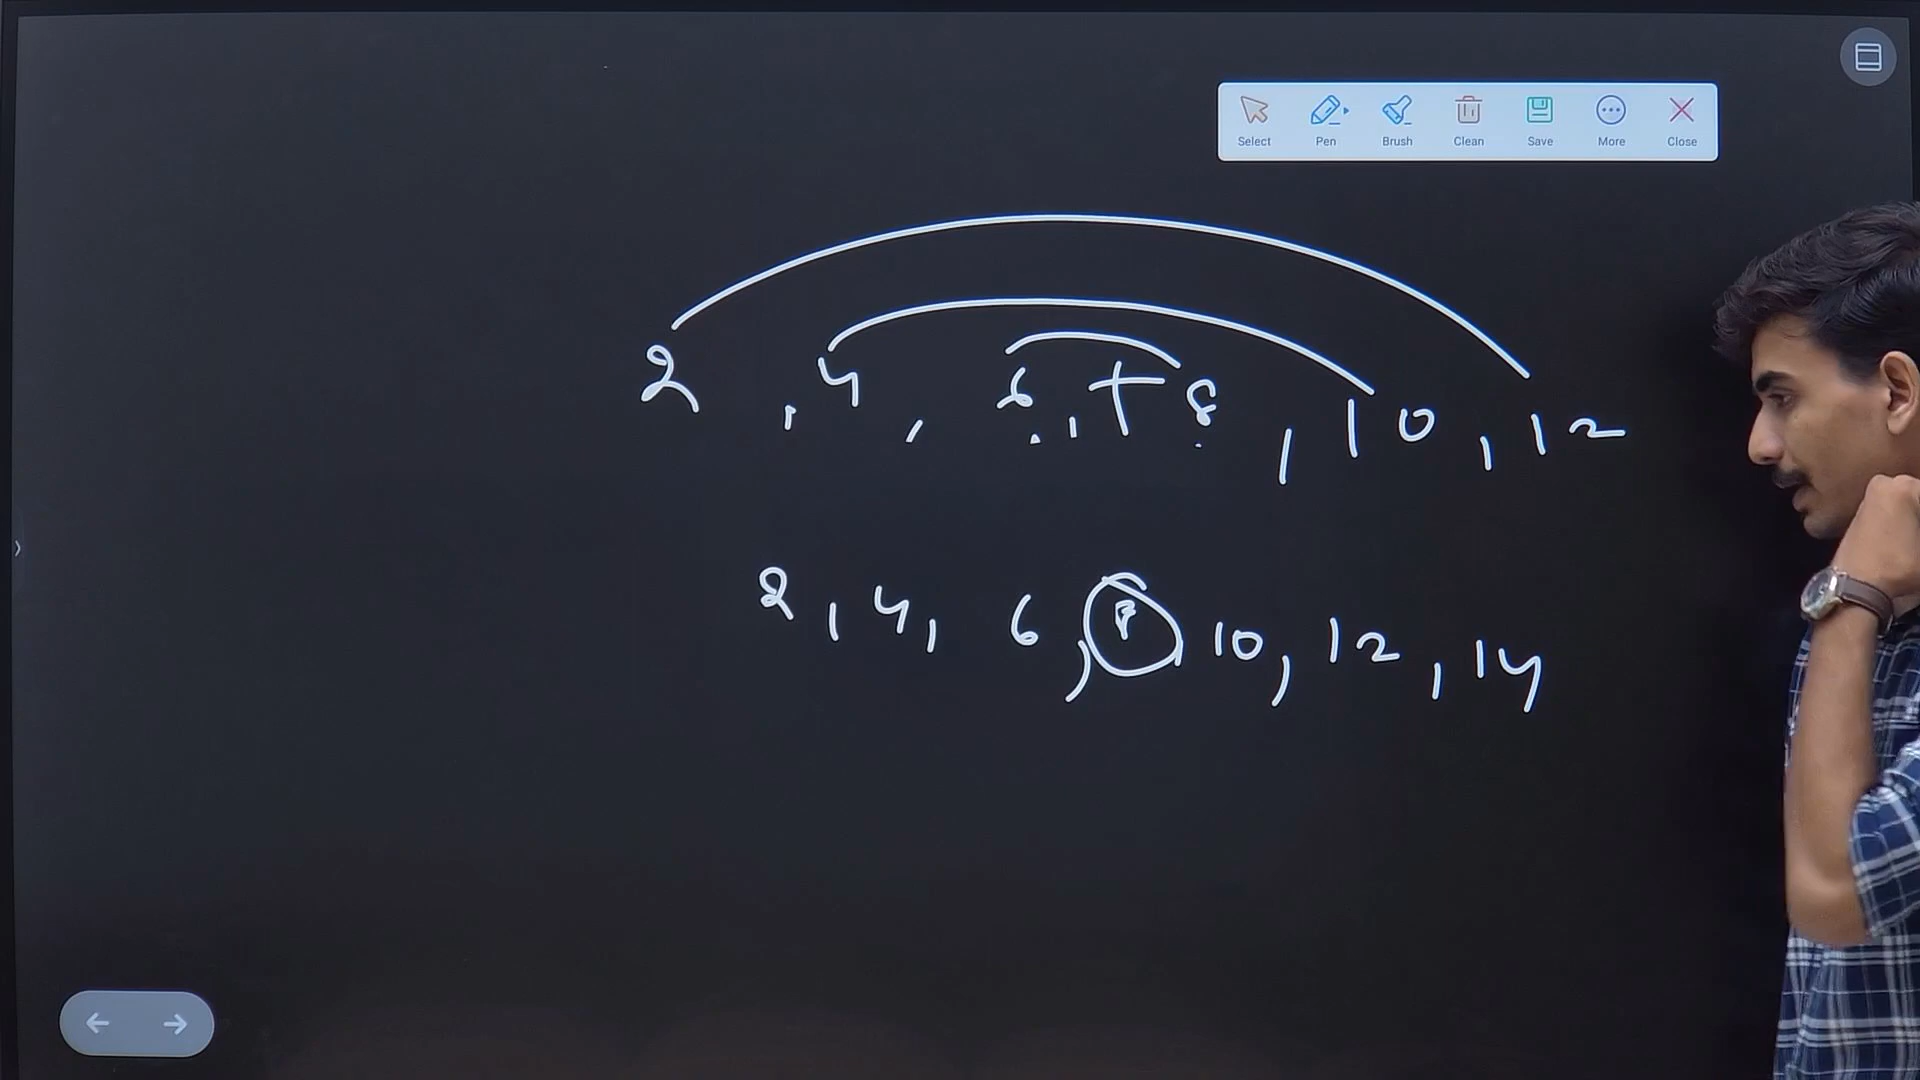 Select Pen Brush Clean Save More Close
2 , 4 , 6 , + 8 , 10 , 12
2 , 4 , 6 , 8 , 10 , 12 , 14